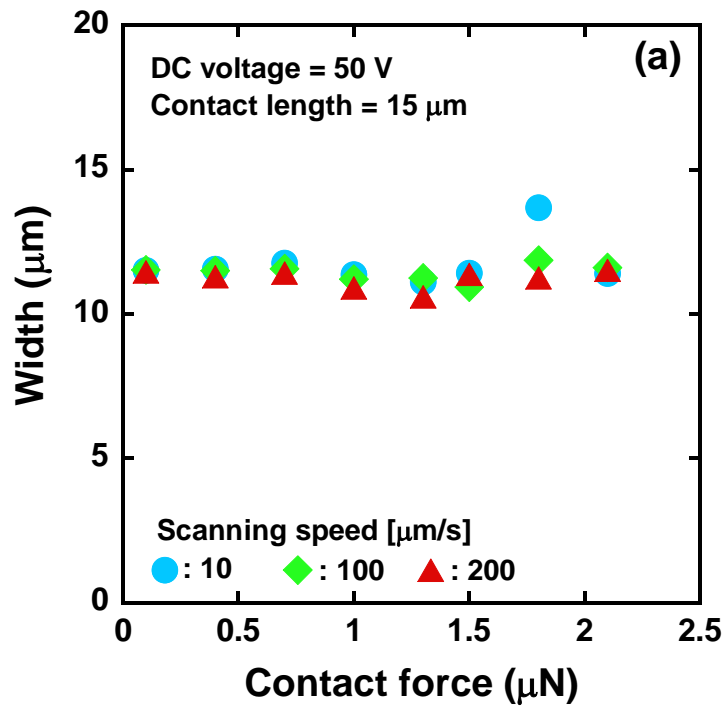 20
(a)
DC voltage = 50 V
Contact length = 15 μm
15
Width (μm)
10
5
Scanning speed [μm/s]
: 10 : 100 : 200
0
0 0.5 1 1.5 2 2.5
Contact force (μN)